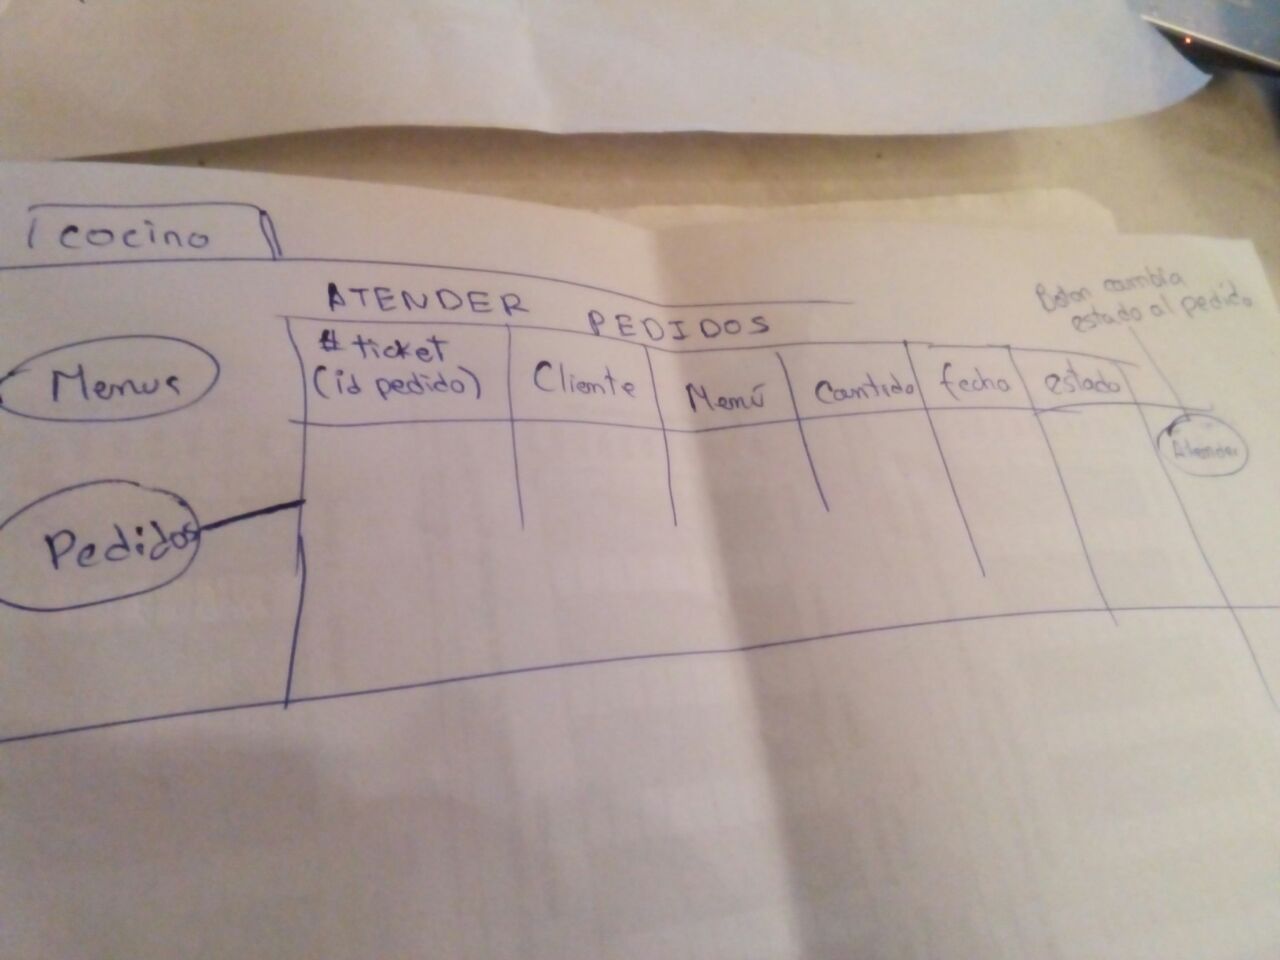 cocina
ATENDER PEDIDOS
Boton cambia
estado al pedido
Menus
# ticket
(id pedido)
Cliente
Menú
Cantidad
fecha
estado
Atender
Pedidos